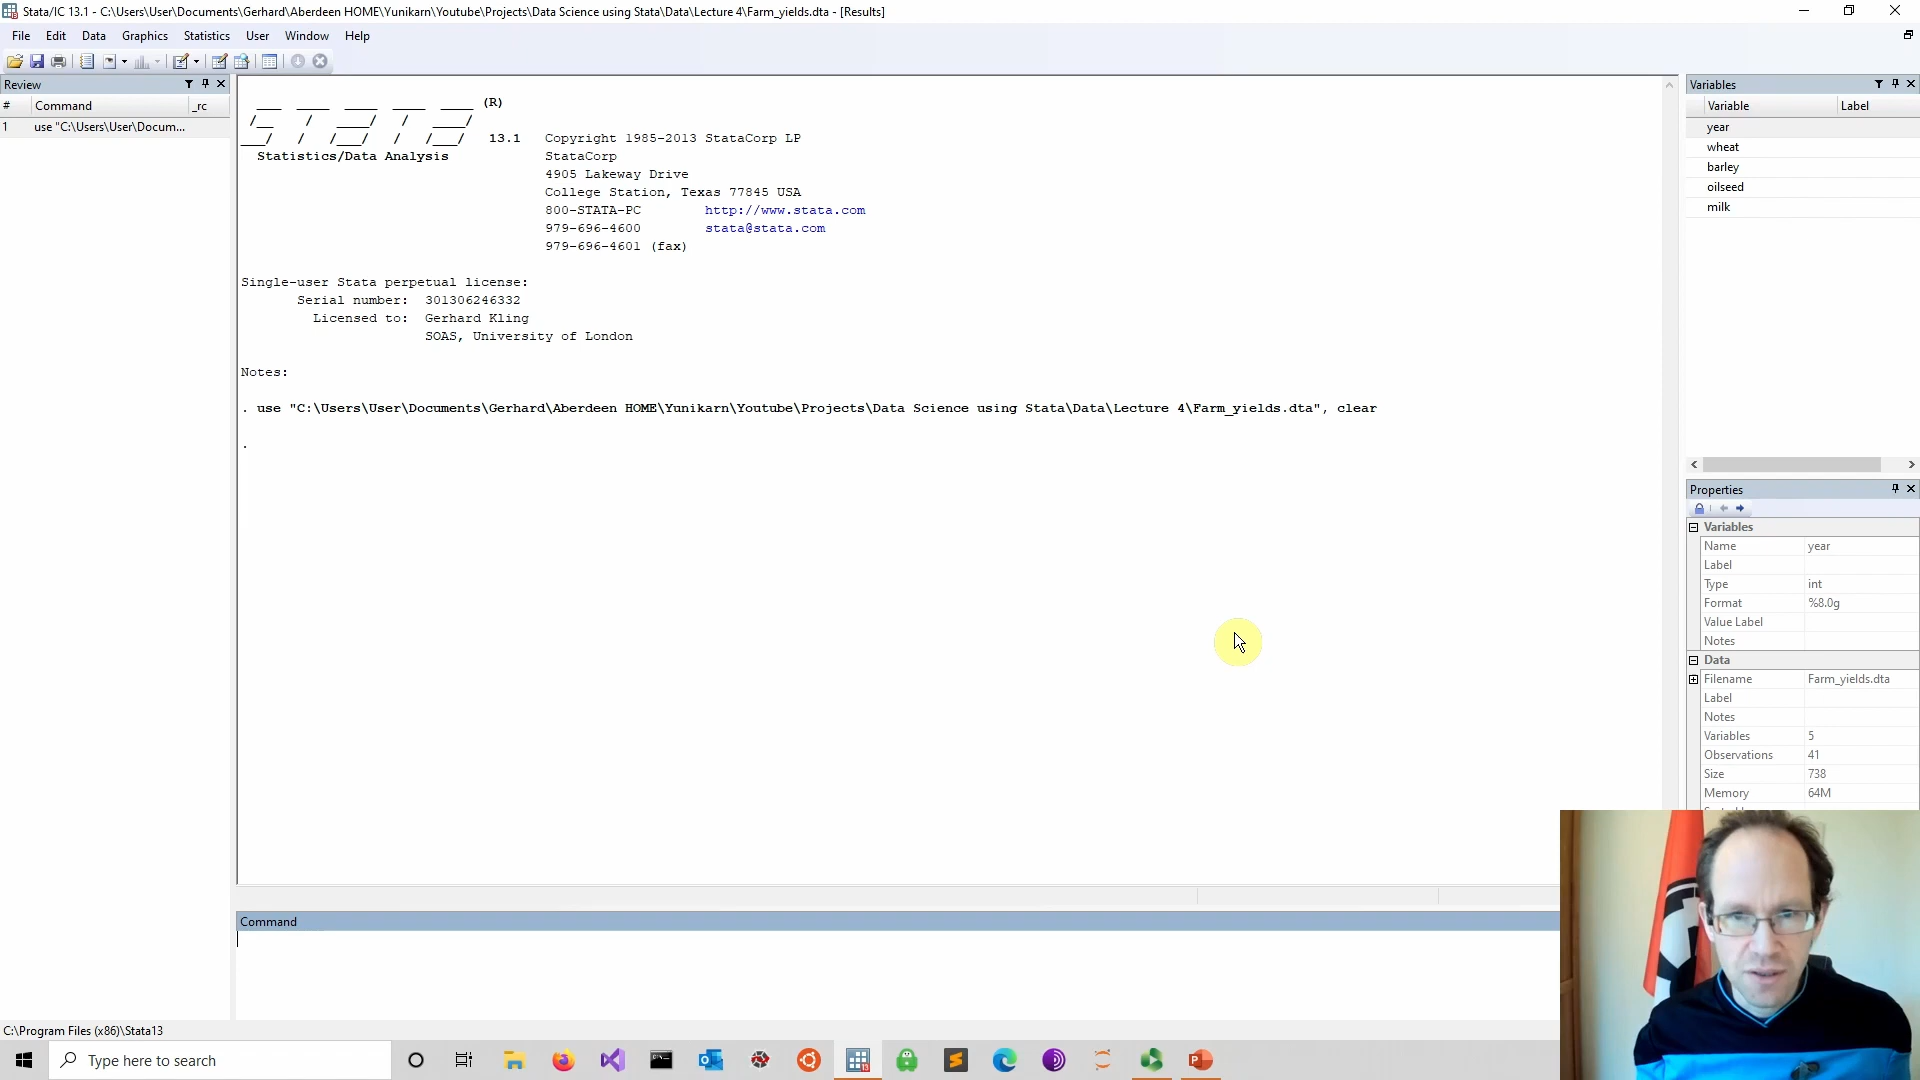 Stata/IC 13.1 - C:\Users\User\Documents\Gerhard\Aberdeen HOME\Yunikarn\Youtube\Projects\Data Science using Stata\Data\Lecture 4\Farm_yields.dta - [Results]
File Edit Data Graphics Statistics User Window Help
Review
# Command _rc
1 use "C:\Users\User\Docum...
(R)
13.1 Copyright 1985-2013 StataCorp LP
Statistics/Data Analysis StataCorp
4905 Lakeway Drive
College Station, Texas 77845 USA
800-STATA-PC http://www.stata.com
979-696-4600 stata@stata.com
979-696-4601 (fax)
Single-user Stata perpetual license:
Serial number: 301306246332
Licensed to: Gerhard Kling
SOAS, University of London
Notes:
. use "C:\Users\User\Documents\Gerhard\Aberdeen HOME\Yunikarn\Youtube\Projects\Data Science using Stata\Data\Lecture 4\Farm_yields.dta", clear
.
Command
Variables
Variable Label
year
wheat
barley
oilseed
milk
Properties
Variables
Name year
Label
Type int
Format %8.0g
Value Label
Notes
Data
Filename Farm_yields.dta
Label
Notes
Variables 5
Observations 41
Size 738
Memory 64M
C:\Program Files (x86)\Stata13
Type here to search